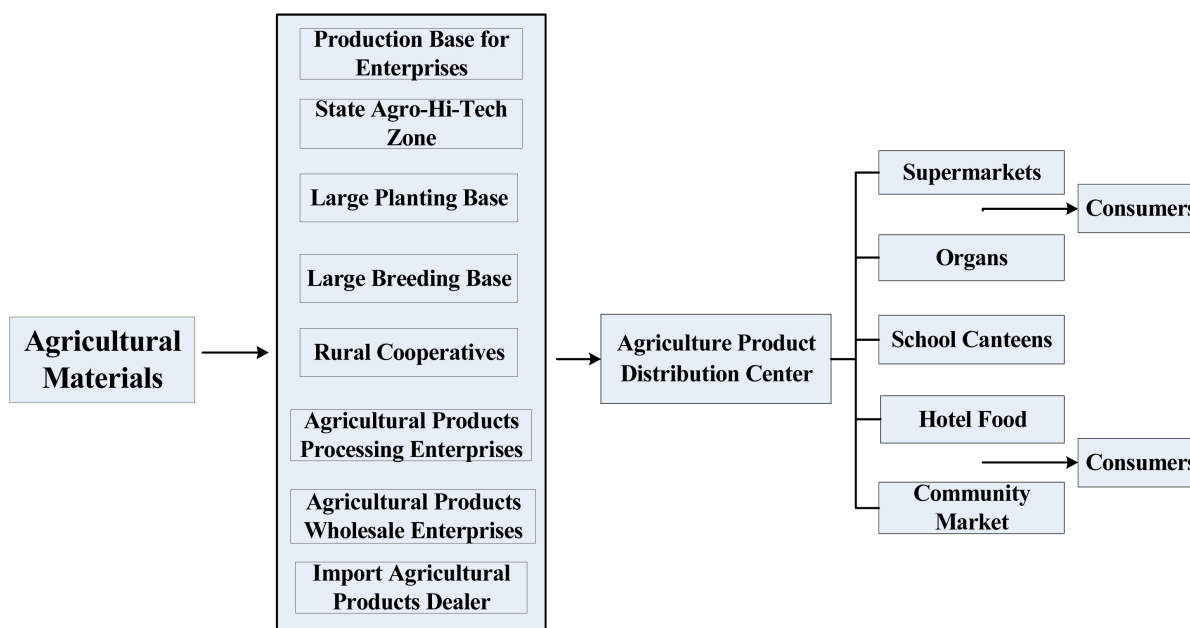 Agricultural
Materials
Production Base for
Enterprises
State Agro-Hi-Tech
Zone
Large Planting Base
Large Breeding Base
Rural Cooperatives
Agricultural Products
Processing Enterprises
Agricultural Products
Wholesale Enterprises
Import Agricultural
Products Dealer
Agriculture Product
Distribution Center
Supermarkets
Organs
School Canteens
Hotel Food
Community
Market
Consumers
Consumers